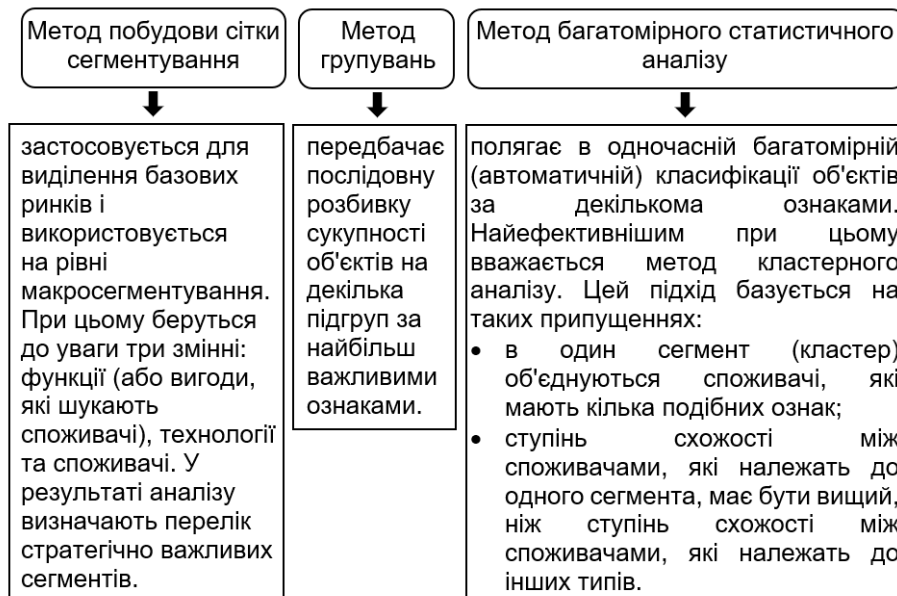 Метод побудови сітки
сегментування
Метод
групувань
Метод багатомірного статистичного
аналізу
застосовується для
виділення базових
ринків і
використовується
на рівні
макросегментування.
При цьому беруться
до уваги три змінні:
функції (або вигоди,
які шукають
споживачі), технології
та споживачі. У
результаті аналізу
визначають перелік
стратегічно важливих
сегментів.
передбачає
послідовну
розбивку
сукупності
об'єктів на
декілька
підгруп за
найбільш
важливими
ознаками.
полягає в одночасній багатомірній
(автоматичній) класифікації об'єктів
за декількома ознаками.
Найефективнішим при цьому
вважається метод кластерного
аналізу. Цей підхід базується на
таких припущеннях:
• в один сегмент (кластер)
об'єднуються споживачі, які
мають кілька подібних ознак;
• ступінь схожості між
споживачами, які належать до
одного сегмента, має бути вищий,
ніж ступінь схожості між
споживачами, які належать до
інших типів.